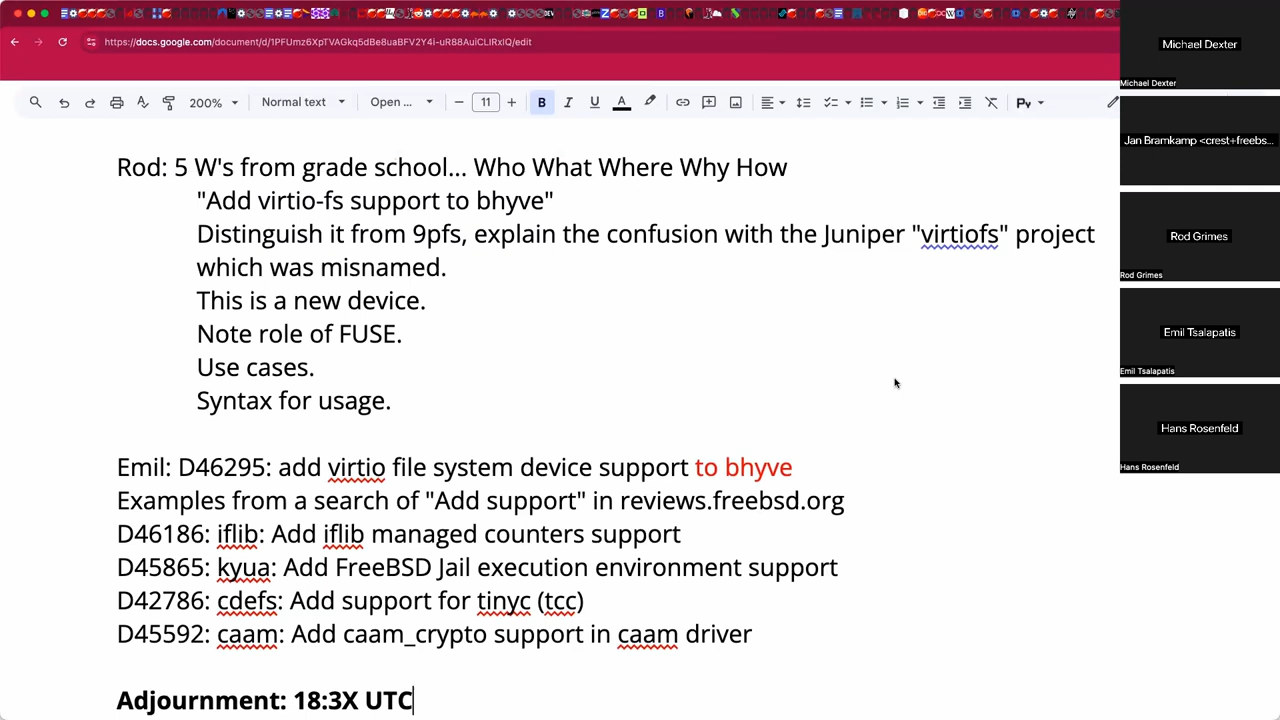 https://docs.google.com/document/d/1PFUmz6XpTVAGkq5dBe8uaBFV2Y4i-uR88AuiCLIRxIQ/edit
200%
Normal text
Open ...
11
Rod: 5 W's from grade school... Who What Where Why How
"Add virtio-fs support to bhyve"
Distinguish it from 9pfs, explain the confusion with the Juniper "virtiofs" project
which was misnamed.
This is a new device.
Note role of FUSE.
Use cases.
Syntax for usage.
Emil: D46295: add virtio file system device support to bhyve
Examples from a search of "Add support" in reviews.freebsd.org
D46186: iflib: Add iflib managed counters support
D45865: kyua: Add FreeBSD Jail execution environment support
D42786: cdefs: Add support for tinyc (tcc)
D45592: caam: Add caam_crypto support in caam driver
Adjournment: 18:3X UTC
Michael Dexter
Michael Dexter
Jan Bramkamp <crest+freebs...
Rod Grimes
Rod Grimes
Emil Tsalapatis
Emil Tsalapatis
Hans Rosenfeld
Hans Rosenfeld